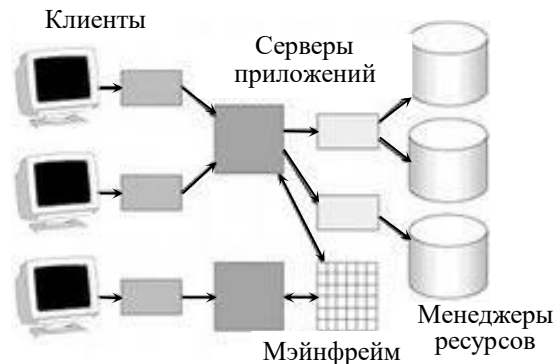 Клиенты
Серверы
приложений
Менеджеры
ресурсов
Мэйнфрейм